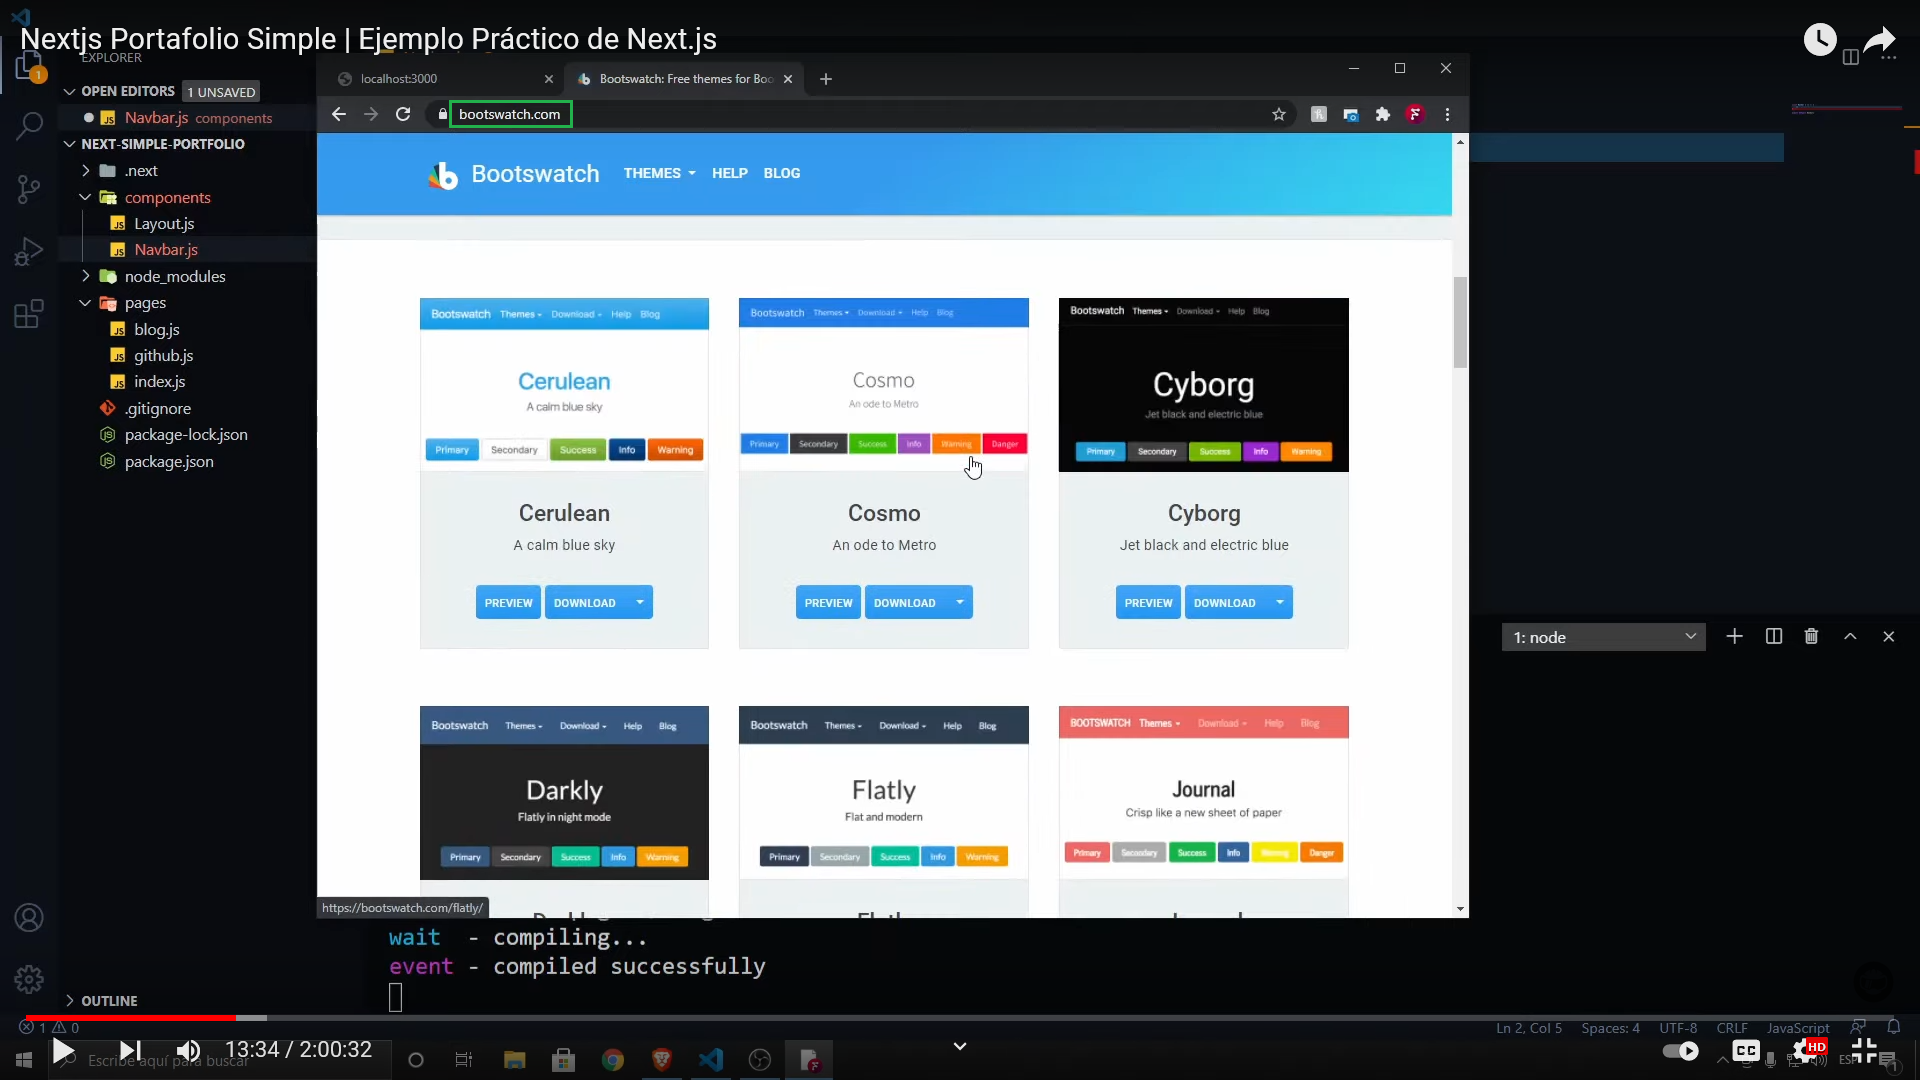 Nextjs Portafolio Simple | Ejemplo Práctico de Next.js
EXPLORER
OPEN EDITORS 1 UNSAVED
Navbar.js components
NEXT-SIMPLE-PORTFOLIO
.next
components
Layout.js
Navbar.js
node_modules
pages
blog.js
github.js
index.js
.gitignore
package-lock.json
package.json
OUTLINE
localhost:3000
Bootswatch: Free themes for Boo
bootswatch.com
Bootswatch THEMES HELP BLOG
Bootswatch Themes Download Help Blog
Cerulean
A calm blue sky
Primary Secondary Success Info Warning
Cerulean
A calm blue sky
PREVIEW DOWNLOAD
Bootswatch Themes Download Help Blog
Cosmo
An ode to Metro
Primary Secondary Success Info Warning Danger
Cosmo
An ode to Metro
PREVIEW DOWNLOAD
Bootswatch Themes Download Help Blog
Cyborg
Jet black and electric blue
Primary Secondary Success Info Warning
Cyborg
Jet black and electric blue
PREVIEW DOWNLOAD
Bootswatch Themes Download Help Blog
Darkly
Flatly in night mode
Primary Secondary Success Info Warning
Bootswatch Themes Download Help Blog
Flatly
Flat and modern
Primary Secondary Success Info Warning
BOOTSWATCH Themes Download Help Blog
Journal
Crisp like a new sheet of paper
Primary Secondary Success Info Warning Danger
https://bootswatch.com/flatly/
1: node
wait - compiling...
event - compiled successfully
1 0
Ln 2, Col 5 Spaces: 4 UTF-8 CRLF JavaScript
Escribe aquí para buscar
13:34 / 2:00:32
CC
HD
ESP
1